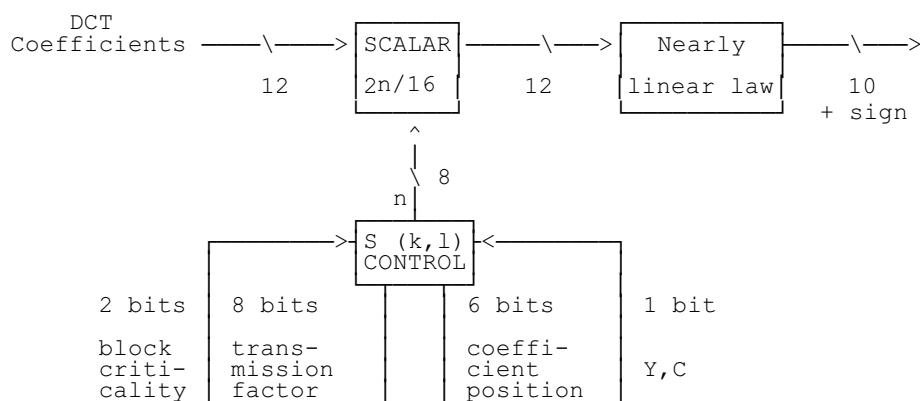 DCT
Coefficients
SCALAR
Nearly
12
2n/16
12
linear law
10
+ sign
8
n
S (k,l)
CONTROL
2 bits
8 bits
6 bits
1 bit
block
criti-
cality
trans-
mission
factor
coeffi-
cient
position
Y,C